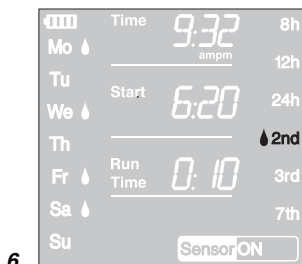 Time 9:32 8h
Mo ampm 12h
Tu
We Start 6:20 24h
Th 2nd
Fr Run Time 0:10 3rd
Sa 7th
Su Sensor ON
6